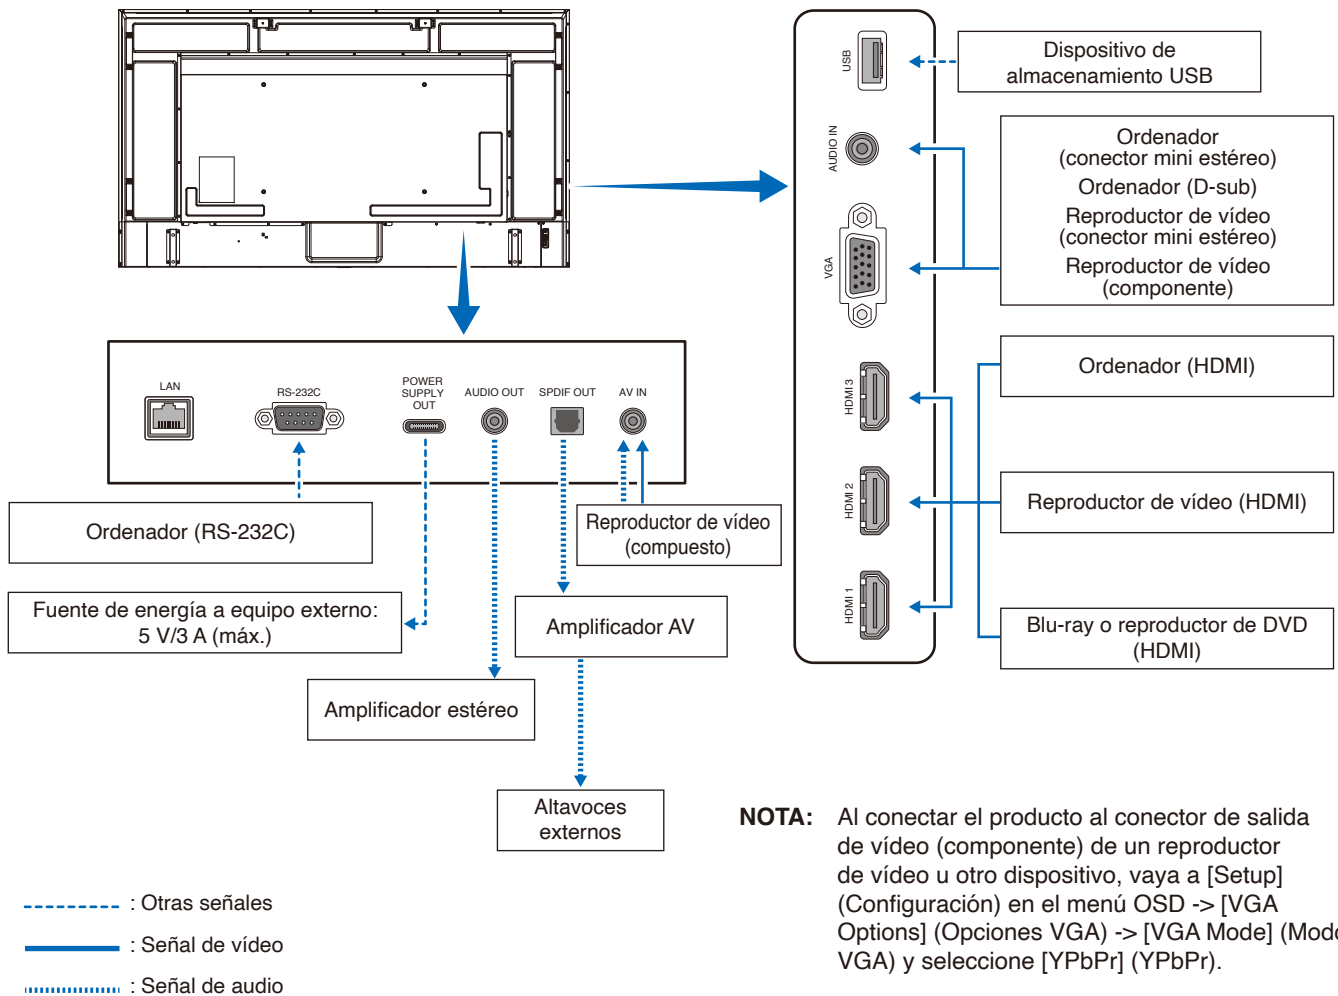 USB
Dispositivo de
almacenamiento USB
AUDIO IN
Ordenador
(conector mini estéreo)
Ordenador (D-sub)
Reproductor de vídeo
(conector mini estéreo)
Reproductor de vídeo
(componente)
VGA
HDMI 3
Ordenador (HDMI)
HDMI 2
Reproductor de vídeo (HDMI)
HDMI 1
Blu-ray o reproductor de DVD
(HDMI)
LAN
RS-232C
POWER
SUPPLY
OUT
AUDIO OUT
SPDIF OUT
AV IN
Ordenador (RS-232C)
Reproductor de vídeo
(compuesto)
Fuente de energía a equipo externo:
5 V/3 A (máx.)
Amplificador AV
Amplificador estéreo
Altavoces
externos
NOTA: Al conectar el producto al conector de salida
de vídeo (componente) de un reproductor
de vídeo u otro dispositivo, vaya a [Setup]
(Configuración) en el menú OSD -> [VGA
Options] (Opciones VGA) -> [VGA Mode] (Modo
VGA) y seleccione [YPbPr] (YPbPr).
: Otras señales
: Señal de vídeo
: Señal de audio